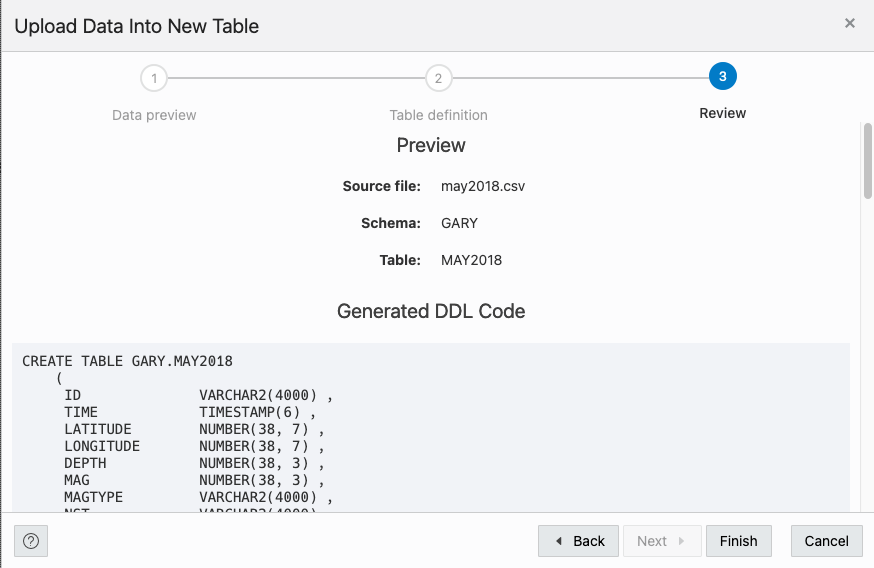 Upload Data Into New Table
×
1
2
3
Data preview
Table definition
Review
Preview
Source file: may2018.csv
Schema: GARY
Table: MAY2018
Generated DDL Code
CREATE TABLE GARY.MAY2018
(
ID VARCHAR2(4000) ,
TIME TIMESTAMP(6) ,
LATITUDE NUMBER(38, 7) ,
LONGITUDE NUMBER(38, 7) ,
DEPTH NUMBER(38, 3) ,
MAG NUMBER(38, 3) ,
MAGTYPE VARCHAR2(4000) ,
NST VARCHAR2(4000)
?
Back
Next
Finish
Cancel